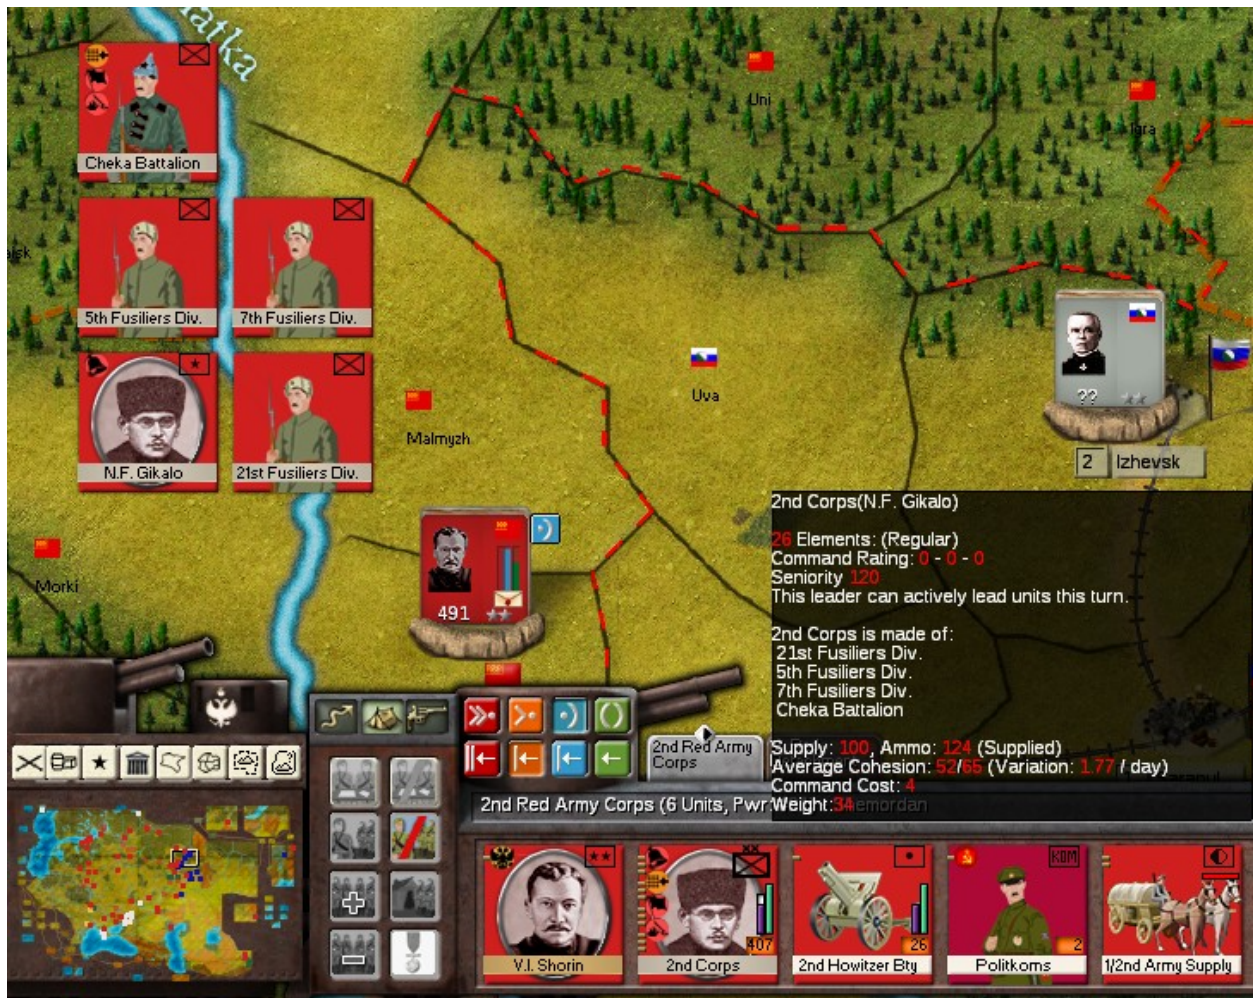 atka
Cheka Battalion
Uni
Igra
5th Fusiliers Div.
7th Fusiliers Div.
N.F. Gikalo
21st Fusiliers Div.
Malmyzh
Uva
??
2
Izhevsk
Morki
491
2nd Corps(N.F. Gikalo)
26 Elements: (Regular)
Command Rating: 0 - 0 - 0
Seniority 120
This leader can actively lead units this turn.
2nd Corps is made of:
21st Fusiliers Div.
5th Fusiliers Div.
7th Fusiliers Div.
Cheka Battalion
Supply: 100, Ammo: 124 (Supplied)
Average Cohesion: 52/65 (Variation: 1.77 / day)
Command Cost: 4
Weight:34
2nd Red Army
Corps
2nd Red Army Corps (6 Units, Pwr:
V.I. Shorin
XX
407
2nd Corps
26
2nd Howitzer Bty
KOM
2
Politkoms
1/2nd Army Supply